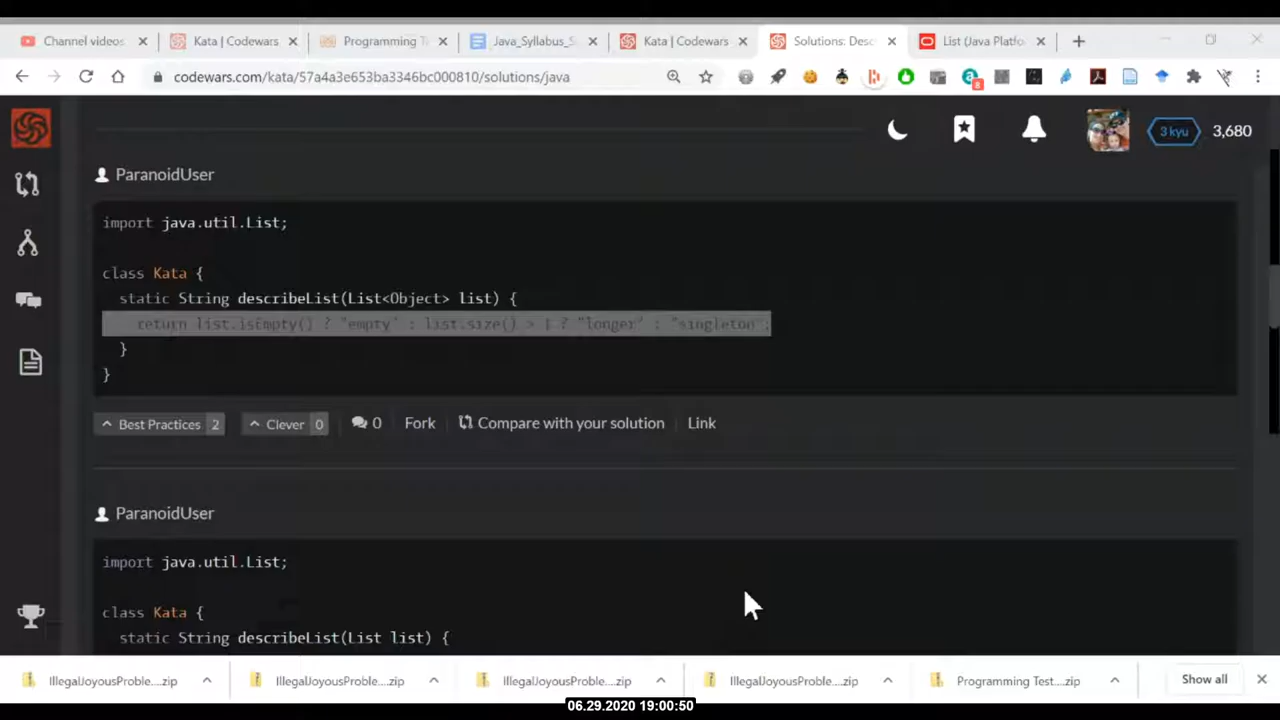 Channel videos
Kata | Codewars
Programming T
Java_Syllabus_S
Kata | Codewars
Solutions: Desc
List (Java Platfo
codewars.com/kata/57a4a3e653ba3346bc000810/solutions/java
8
3 kyu
3,680
ParanoidUser
import java.util.List;
class Kata {
static String describeList(List<Object> list) {
return list.isEmpty() ? "empty" : list.size() > 1 ? "longer" : "singleton";
}
}
Best Practices 2
Clever 0
0
Fork
Compare with your solution
Link
ParanoidUser
import java.util.List;
class Kata {
static String describeList(List list) {
IllegalJoyousProble....zip
IllegalJoyousProble....zip
IllegalJoyousProble....zip
IllegalJoyousProble....zip
Programming Test....zip
Show all
06.29.2020 19:00:50